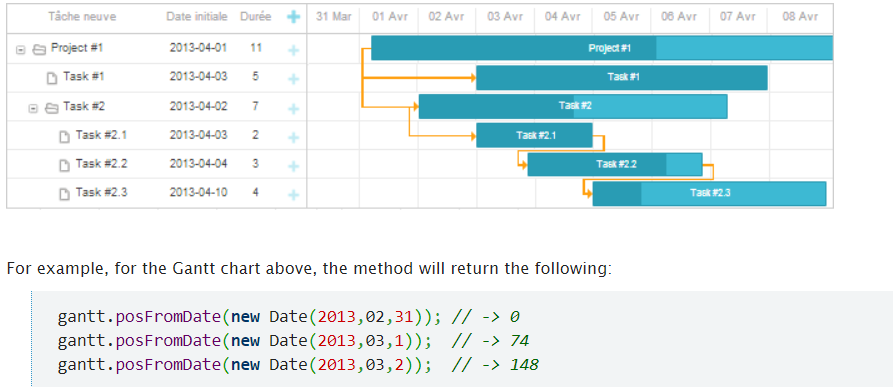 Tâche neuve Date initiale Durée 31 Mar 01 Avr 02 Avr 03 Avr 04 Avr 05 Avr 06 Avr 07 Avr 08 Avr
Project #1 2013-04-01 11 Project #1
Task #1 2013-04-03 5 Task #1
Task #2 2013-04-02 7 Task #2
Task #2.1 2013-04-03 2 Task #2.1
Task #2.2 2013-04-04 3 Task #2.2
Task #2.3 2013-04-10 4 Task #2.3
For example, for the Gantt chart above, the method will return the following:
gantt.posFromDate(new Date(2013,02,31)); // -> 0
gantt.posFromDate(new Date(2013,03,1)); // -> 74
gantt.posFromDate(new Date(2013,03,2)); // -> 148